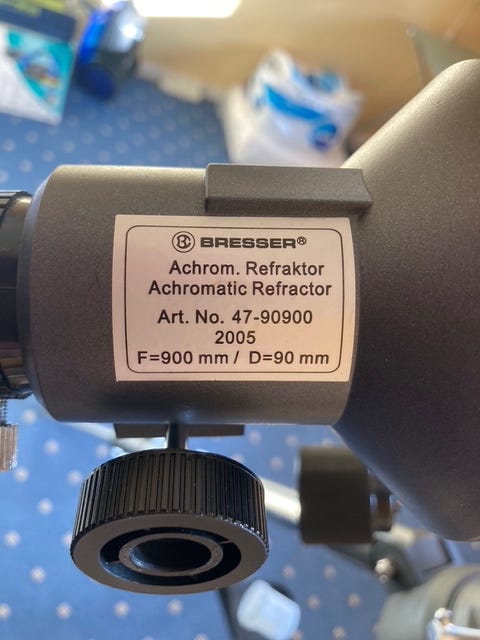 BRESSER®
Achrom. Refraktor
Achromatic Refractor
Art. No. 47-90900
2005
F=900 mm / D=90 mm